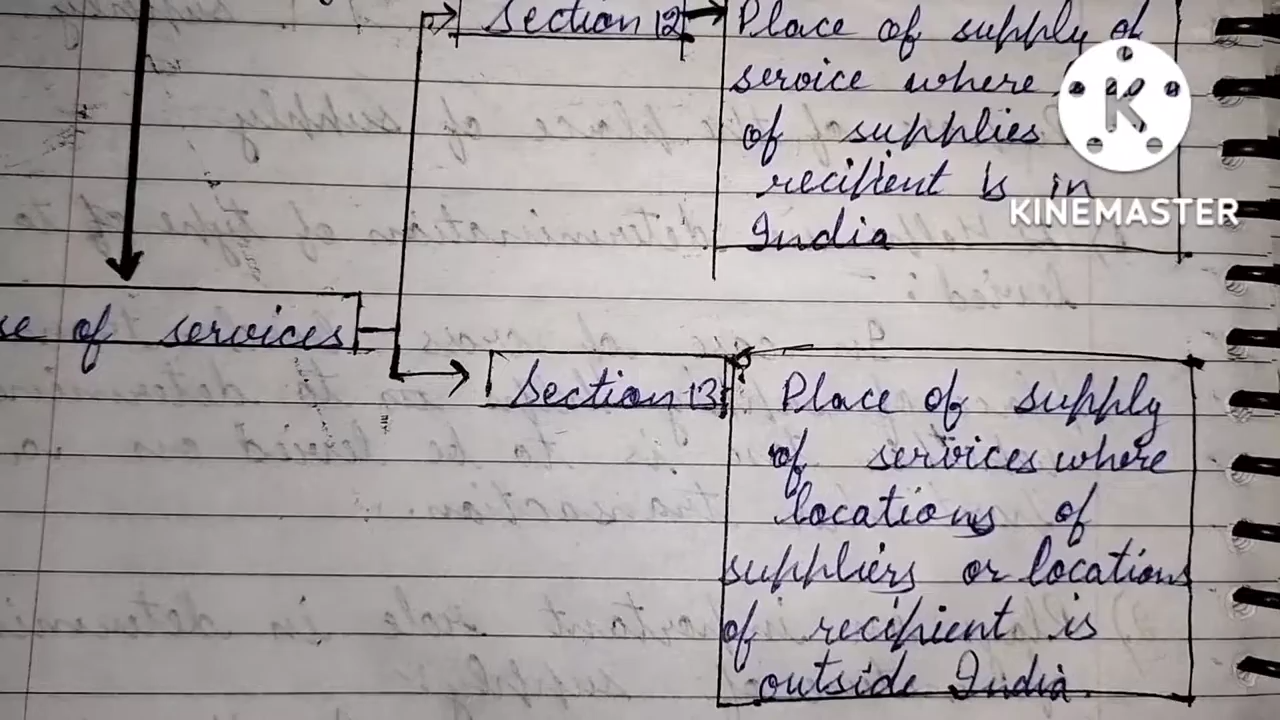 Section 12
Place of supply of
service where
of supplies
recipient is in
India
KINEMASTER
of services
Section 13
Place of supply
of services where
locations of
suppliers or locations
of recipient is
outside India.